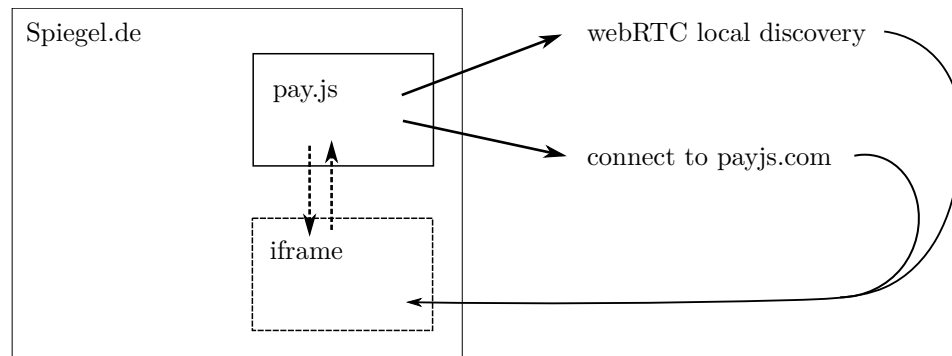 Spiegel.de
webRTC local discovery
pay.js
connect to payjs.com
iframe